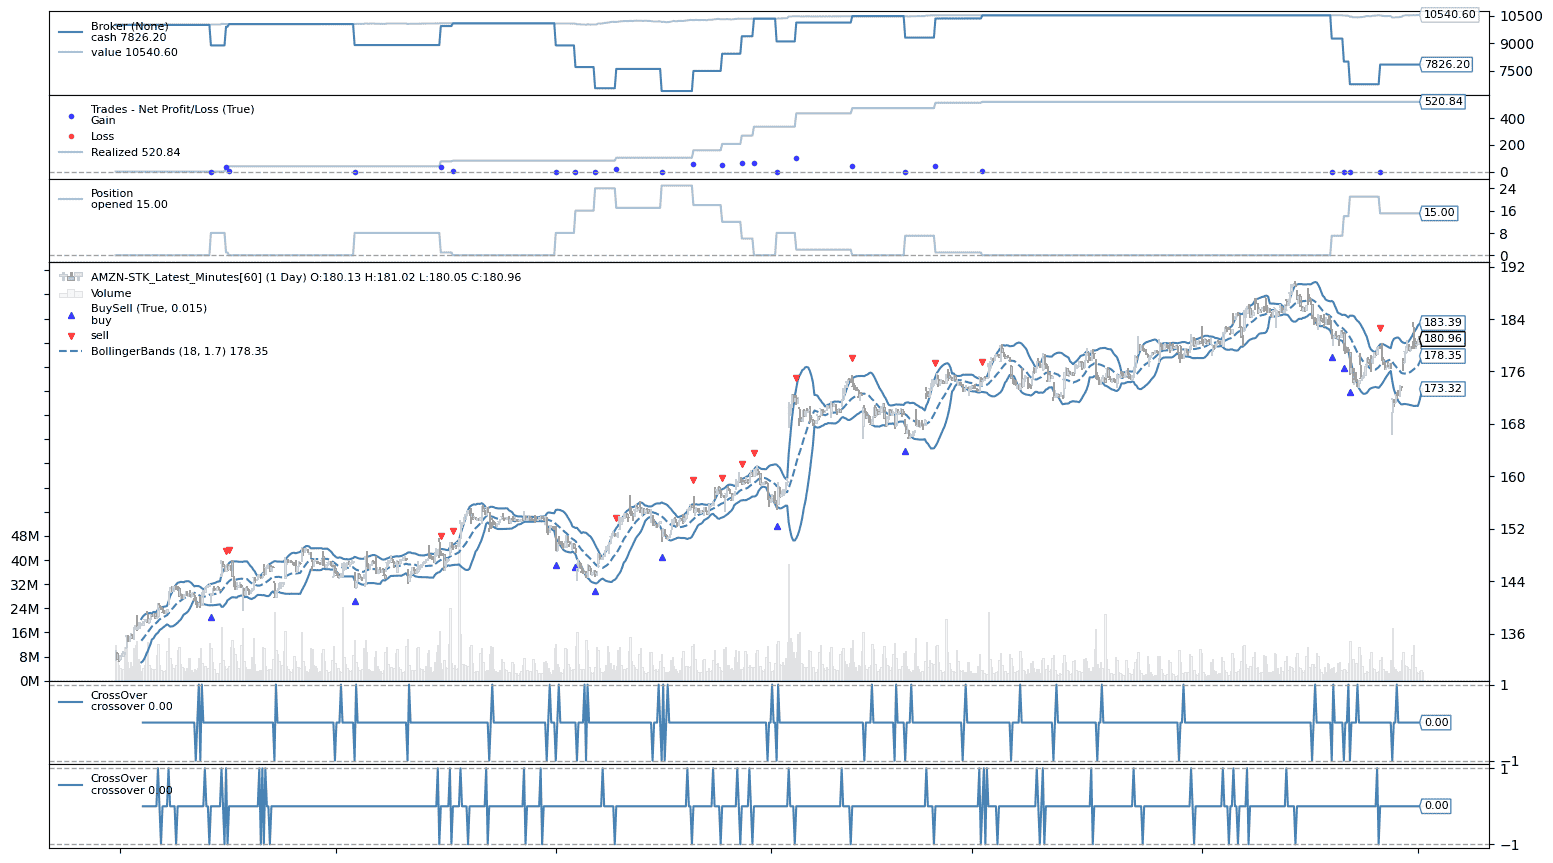 Broker (None)
cash 7826.20
value 10540.60
10540.60
10500
9000
7826.20
7500
Trades - Net Profit/Loss (True)
Gain
Loss
Realized 520.84
520.84
400
200
0
Position
opened 15.00
24
16
15.00
8
0
AMZN-STK_Latest_Minutes[60] (1 Day) O:180.13 H:181.02 L:180.05 C:180.96
Volume
BuySell (True, 0.015)
buy
sell
BollingerBands (18, 1.7) 178.35
192
184
183.39
180.96
178.35
176
173.32
168
160
152
144
136
48M
40M
32M
24M
16M
8M
0M
CrossOver
crossover 0.00
1
0.00
−1
CrossOver
crossover 0.00
1
0.00
−1